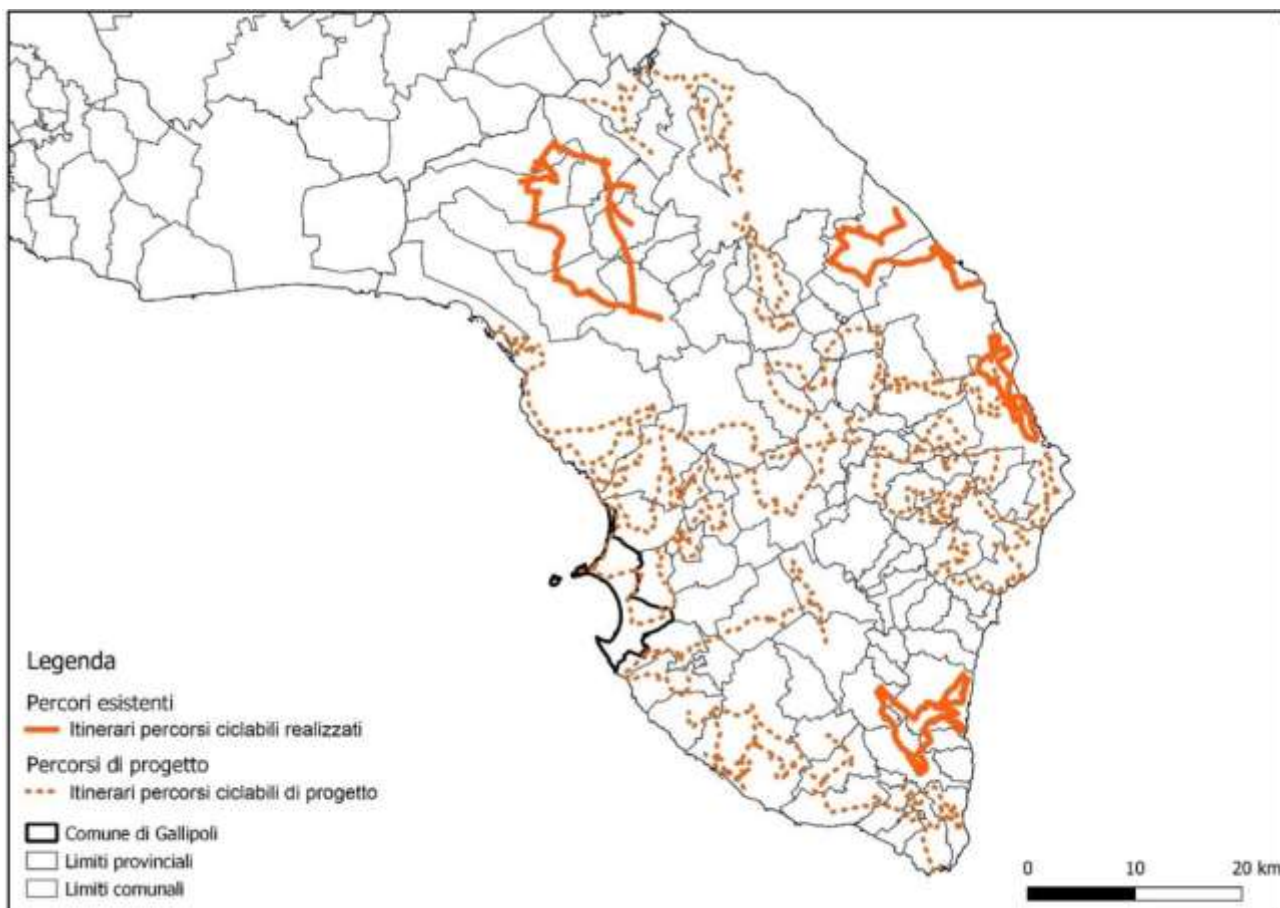 Legenda
Percori esistenti
Itinerari percorsi ciclabili realizzati
Percorsi di progetto
Itinerari percorsi ciclabili di progetto
Comune di Gallipoli
Limiti provinciali
Limiti comunali
0 10 20 km